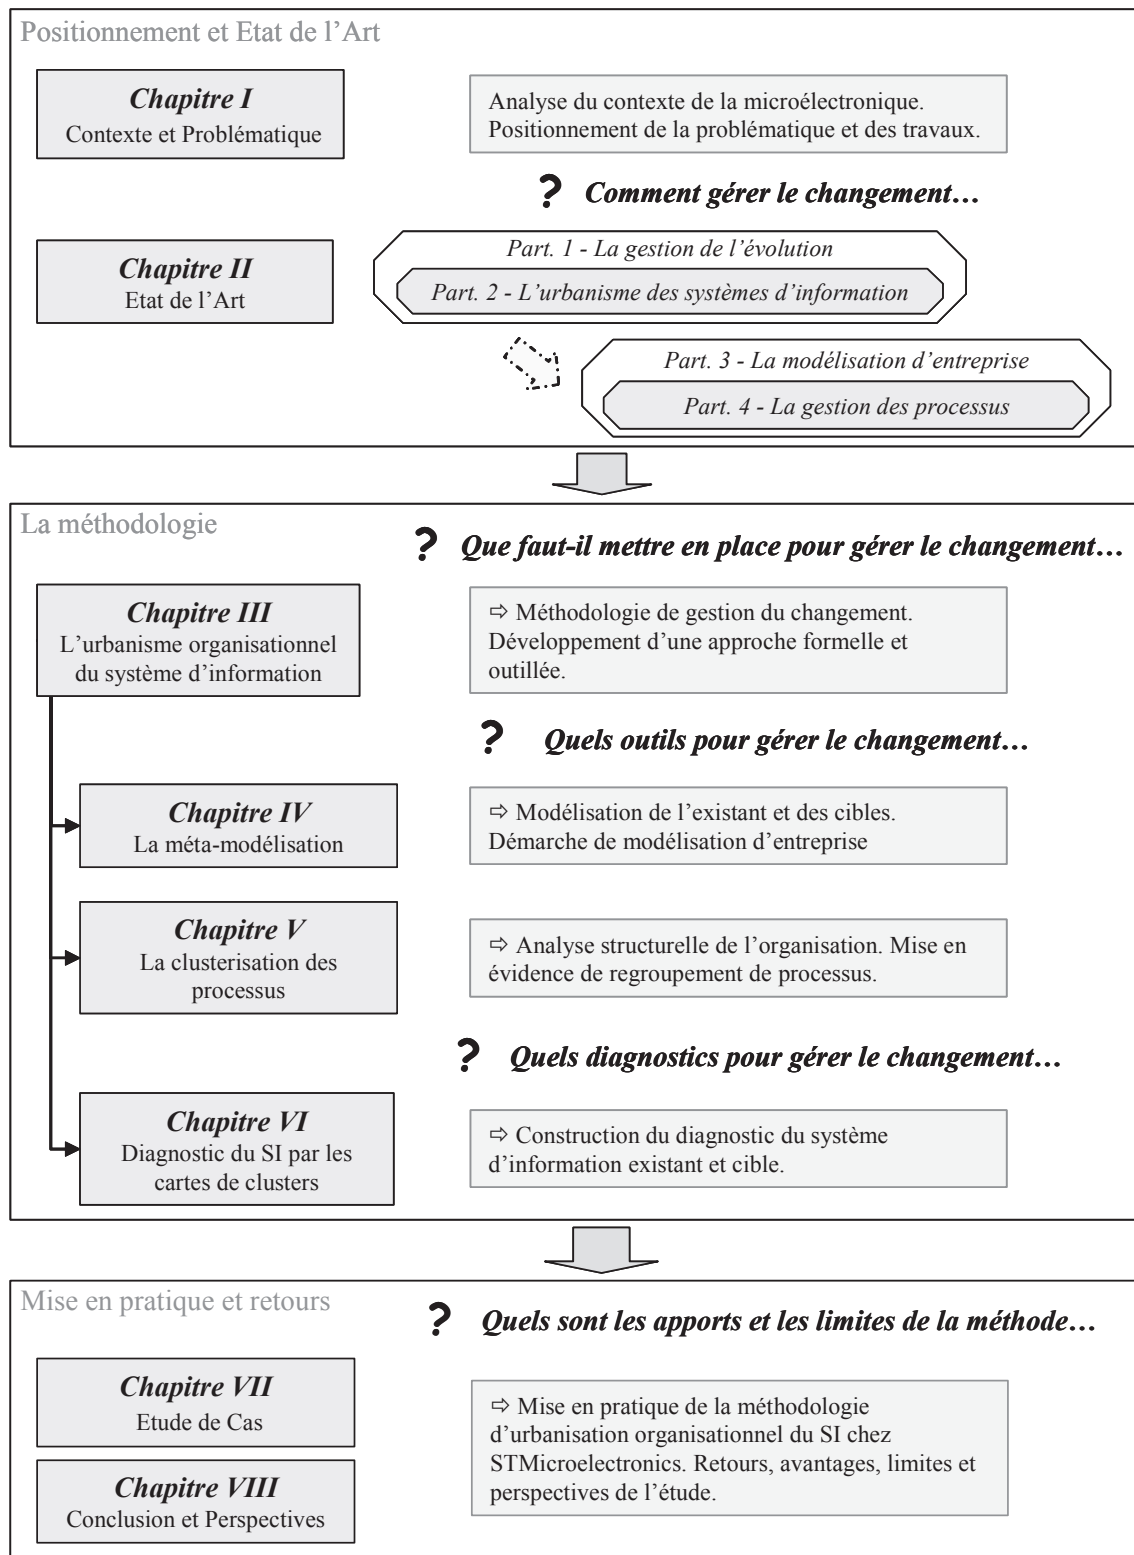 Positionnement et Etat de l’Art
Chapitre I
Contexte et Problématique
Analyse du contexte de la microélectronique.
Positionnement de la problématique et des travaux.
? Comment gérer le changement…
Chapitre II
Etat de l’Art
Part. 1 - La gestion de l’évolution
Part. 2 - L’urbanisme des systèmes d’information
Part. 3 - La modélisation d’entreprise
Part. 4 - La gestion des processus
La méthodologie
? Que faut-il mettre en place pour gérer le changement…
Chapitre III
L’urbanisme organisationnel
du système d’information
⇨ Méthodologie de gestion du changement.
Développement d’une approche formelle et
outillée.
? Quels outils pour gérer le changement…
Chapitre IV
La méta-modélisation
⇨ Modélisation de l’existant et des cibles.
Démarche de modélisation d’entreprise
Chapitre V
La clusterisation des
processus
⇨ Analyse structurelle de l’organisation. Mise en
évidence de regroupement de processus.
? Quels diagnostics pour gérer le changement…
Chapitre VI
Diagnostic du SI par les
cartes de clusters
⇨ Construction du diagnostic du système
d’information existant et cible.
Mise en pratique et retours
? Quels sont les apports et les limites de la méthode…
Chapitre VII
Etude de Cas
Chapitre VIII
Conclusion et Perspectives
⇨ Mise en pratique de la méthodologie
d’urbanisation organisationnel du SI chez
STMicroelectronics. Retours, avantages, limites et
perspectives de l’étude.